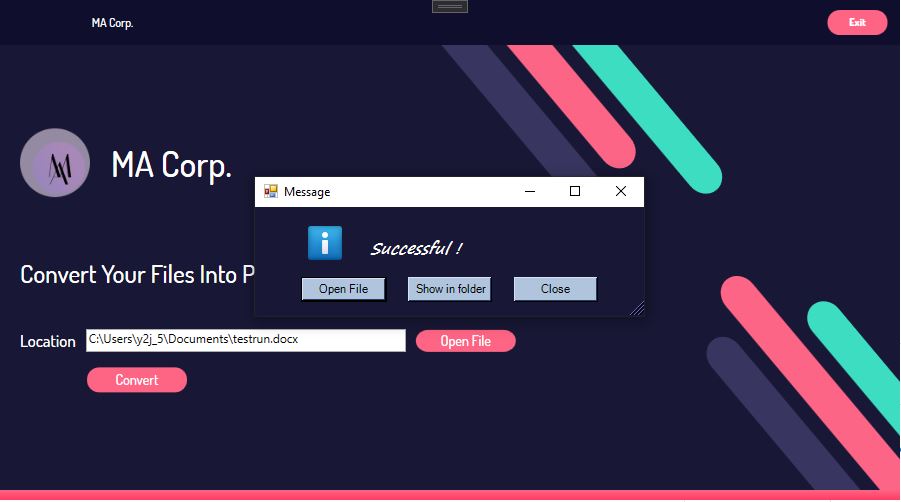 MA Corp.
Exit
MA Corp.
Message
Successful !
Open File
Show in folder
Close
Convert Your Files Into
Location
C:\Users\y2j_5\Documents\testrun.docx
Open File
Convert